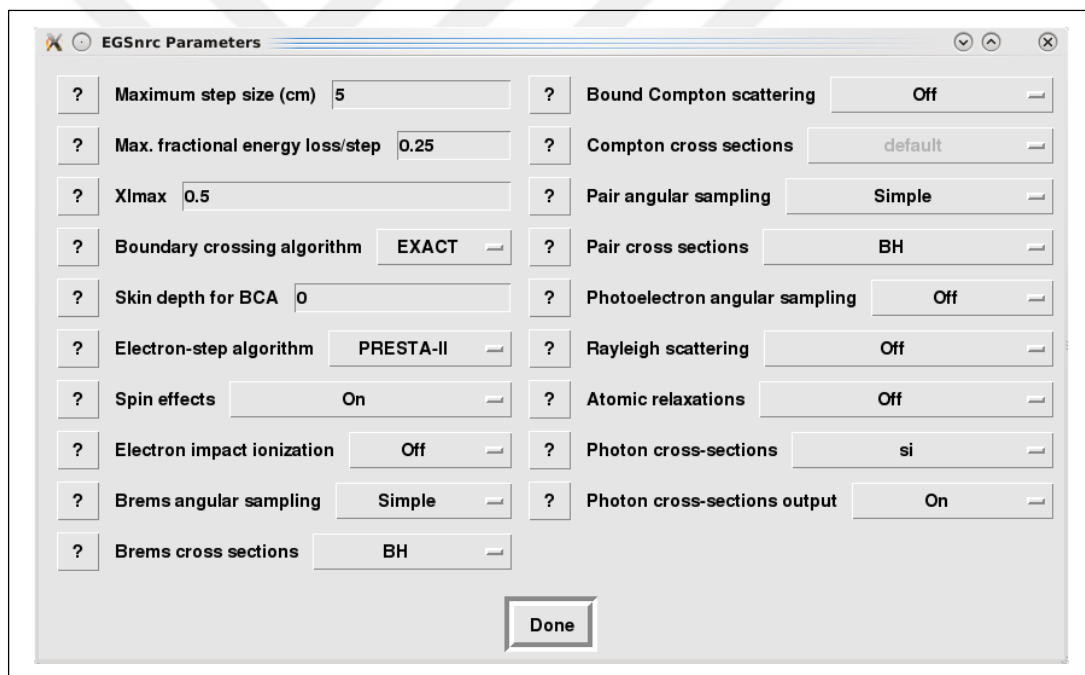 EGSnrc Parameters
? Maximum step size (cm) 5
? Max. fractional energy loss/step 0.25
? XImax 0.5
? Boundary crossing algorithm EXACT
? Skin depth for BCA 0
? Electron-step algorithm PRESTA-II
? Spin effects On
? Electron impact ionization Off
? Brems angular sampling Simple
? Brems cross sections BH
? Bound Compton scattering Off
? Compton cross sections default
? Pair angular sampling Simple
? Pair cross sections BH
? Photoelectron angular sampling Off
? Rayleigh scattering Off
? Atomic relaxations Off
? Photon cross-sections si
? Photon cross-sections output On
Done